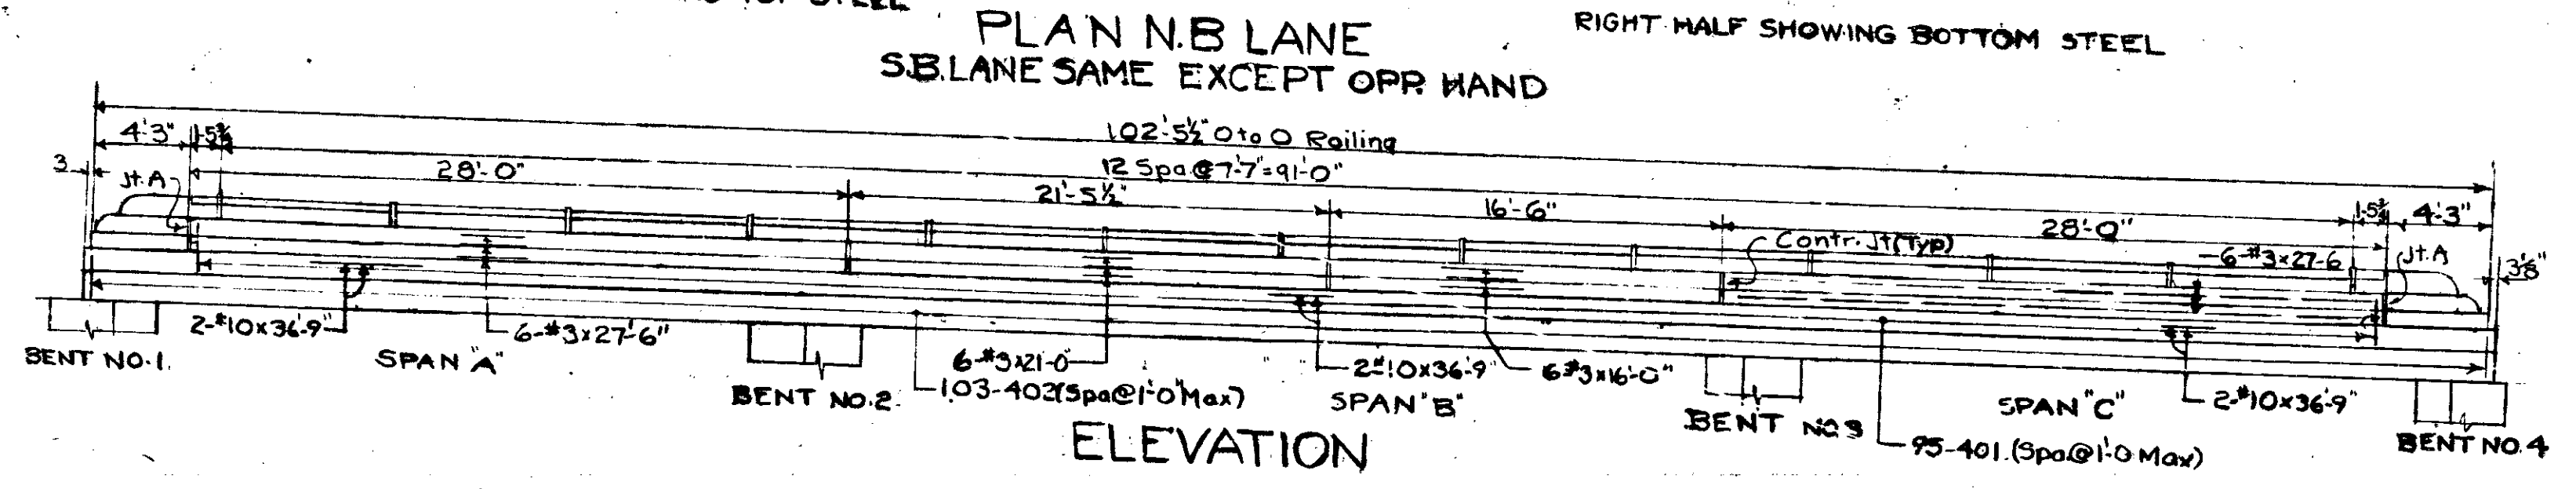 TOP STEEL
PLAN N.B LANE
RIGHT HALF SHOWING BOTTOM STEEL
S.B. LANE SAME EXCEPT OPP. HAND
102'-5½" O to O Railing
4'3" 1-5¾
12 Spa @ 7'-7"=91'-0"
3 Jt. A 28'-0" 21'-5½" 16'-6" 28'-0" 1-5¾ 4'-3"
Contr. Jt (Typ) 6-#3x27-6 Jt. A 3⅛"
2-#10x36'-9" 6-#3x27'-6" 6-#3x21-0" 2-#10x36'-9" 6-#3x16'-0" 2-#10x36'-9"
BENT NO. 1. SPAN "A" BENT NO. 2. 103-402 (Spa @ 1'-0" Max) SPAN "B" BENT NO. 3 SPAN "C" BENT NO. 4
95-401. (Spa @ 1'-0 Max)
ELEVATION